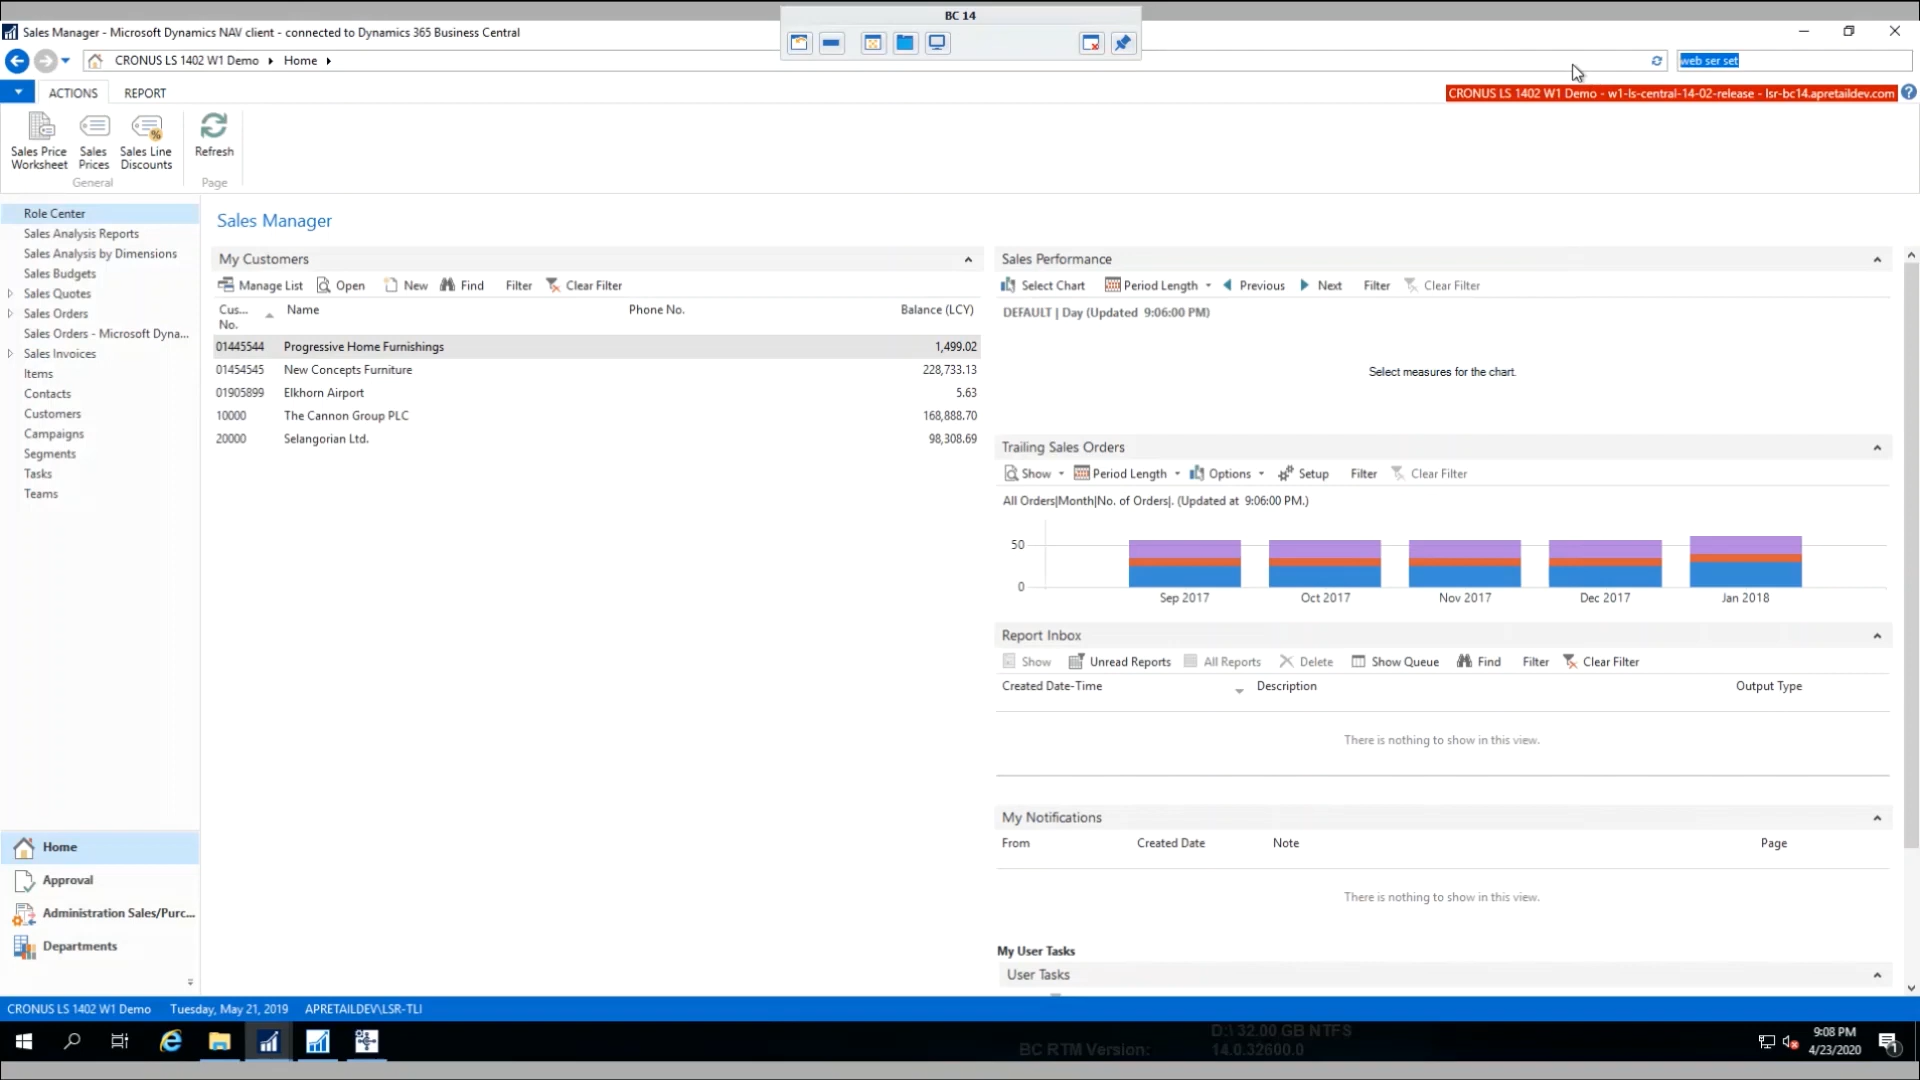 BC 14
Sales Manager - Microsoft Dynamics NAV client - connected to Dynamics 365 Business Central
CRONUS LS 1402 W1 Demo
Home
web ser set
ACTIONS
REPORT
CRONUS LS 1402 W1 Demo - w1-ls-central-14-02-release - lsr-bc14.apretaildev.com
Sales Price Worksheet
Sales Prices
Sales Line Discounts
Refresh
General
Page
Role Center
Sales Analysis Reports
Sales Analysis by Dimensions
Sales Budgets
Sales Quotes
Sales Orders
Sales Orders - Microsoft Dyna...
Sales Invoices
Items
Contacts
Customers
Campaigns
Segments
Tasks
Teams
Home
Approval
Administration Sales/Purc...
Departments
Sales Manager
My Customers
Manage List Open New Find Filter Clear Filter
Cus... No. Name Phone No. Balance (LCY)
01445544 Progressive Home Furnishings 1,499.02
01454545 New Concepts Furniture 228,733.13
01905899 Elkhorn Airport 5.63
10000 The Cannon Group PLC 168,888.70
20000 Selangorian Ltd. 98,308.69
Sales Performance
Select Chart Period Length Previous Next Filter Clear Filter
DEFAULT | Day (Updated 9:06:00 PM)
Select measures for the chart.
Trailing Sales Orders
Show Period Length Options Setup Filter Clear Filter
All Orders|Month|No. of Orders|. (Updated at 9:06:00 PM.)
50
0
Sep 2017 Oct 2017 Nov 2017 Dec 2017 Jan 2018
Report Inbox
Show Unread Reports All Reports Delete Show Queue Find Filter Clear Filter
Created Date-Time Description Output Type
There is nothing to show in this view.
My Notifications
From Created Date Note Page
There is nothing to show in this view.
My User Tasks
User Tasks
CRONUS LS 1402 W1 Demo Tuesday, May 21, 2019 APRETAILDEV\LSR-TLI
D:\ 32.00 GB NTFS
BC RTM Version: 14.0.32600.0
9:08 PM
4/23/2020
1